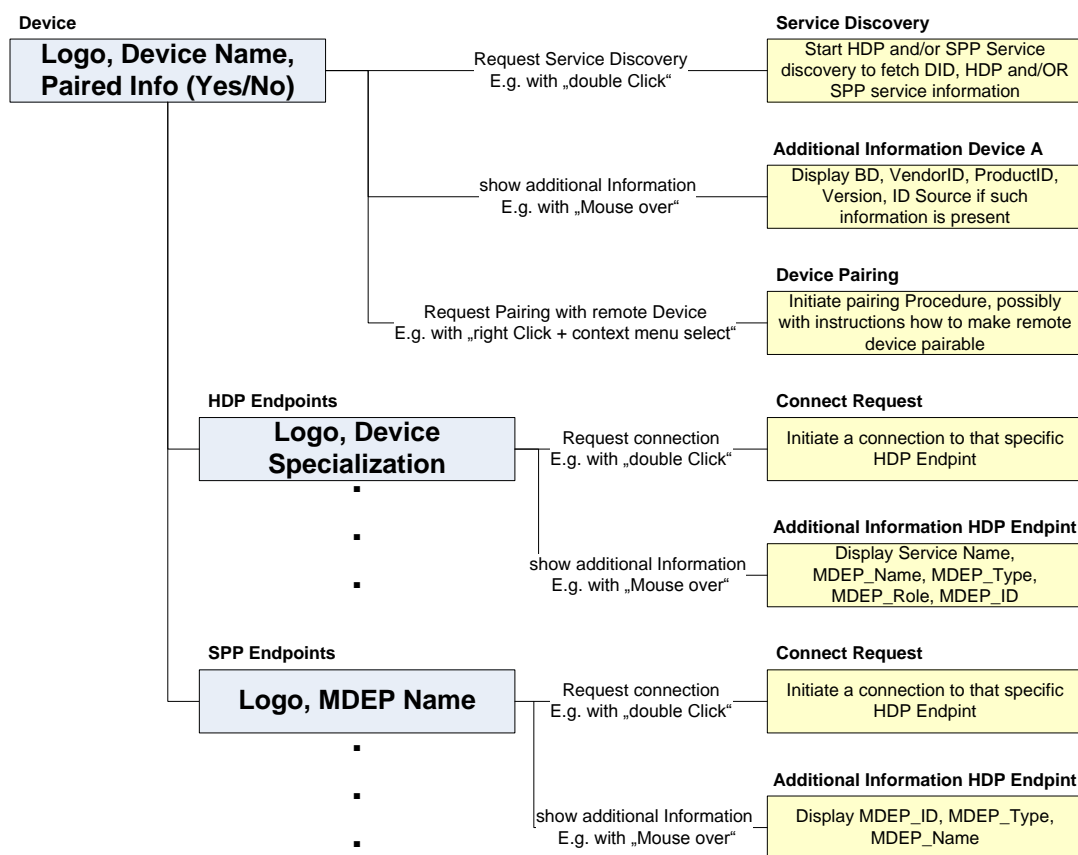 Device
Logo, Device Name,
Paired Info (Yes/No)
Request Service Discovery
E.g. with „double Click“
Service Discovery
Start HDP and/or SPP Service
discovery to fetch DID, HDP and/OR
SPP service information
show additional Information
E.g. with „Mouse over“
Additional Information Device A
Display BD, VendorID, ProductID,
Version, ID Source if such
information is present
Request Pairing with remote Device
E.g. with „right Click + context menu select“
Device Pairing
Initiate pairing Procedure, possibly
with instructions how to make remote
device pairable
HDP Endpoints
Logo, Device
Specialization
Request connection
E.g. with „double Click“
Connect Request
Initiate a connection to that specific
HDP Endpint
show additional Information
E.g. with „Mouse over“
Additional Information HDP Endpint
Display Service Name,
MDEP_Name, MDEP_Type,
MDEP_Role, MDEP_ID
SPP Endpoints
Logo, MDEP Name
Request connection
E.g. with „double Click“
Connect Request
Initiate a connection to that specific
HDP Endpint
show additional Information
E.g. with „Mouse over“
Additional Information HDP Endpint
Display MDEP_ID, MDEP_Type,
MDEP_Name